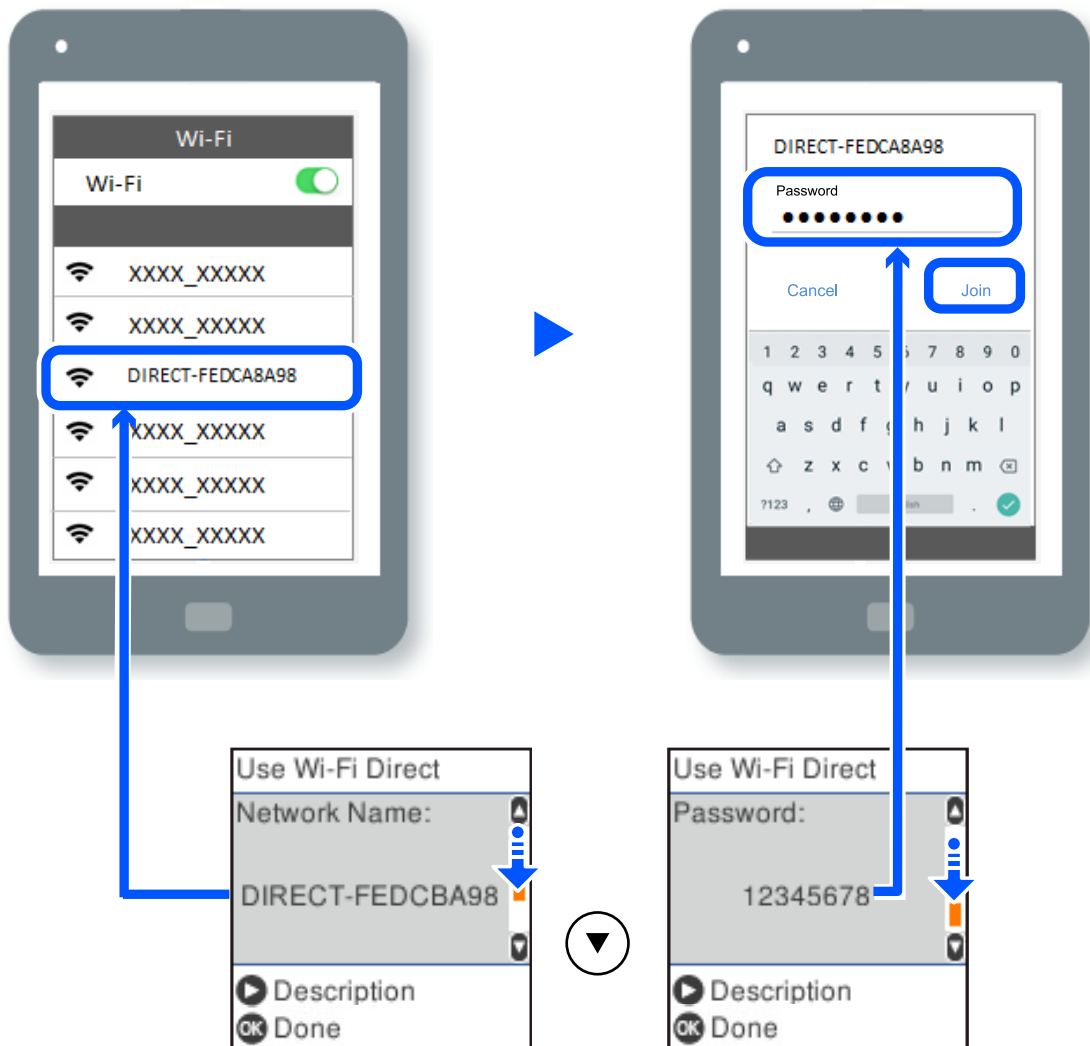 Wi-Fi
Wi-Fi
XXXX_XXXXX
XXXX_XXXXX
DIRECT-FEDCA8A98
XXXX_XXXXX
XXXX_XXXXX
XXXX_XXXXX
DIRECT-FEDCA8A98
Password
Cancel Join
1 2 3 4 5 7 8 9 0
q w e r t u i o p
a s d f h j k l
z x c b n m
?123 , .
Use Wi-Fi Direct
Network Name:
DIRECT-FEDCBA98
Description
OK Done
Use Wi-Fi Direct
Password:
12345678
Description
OK Done